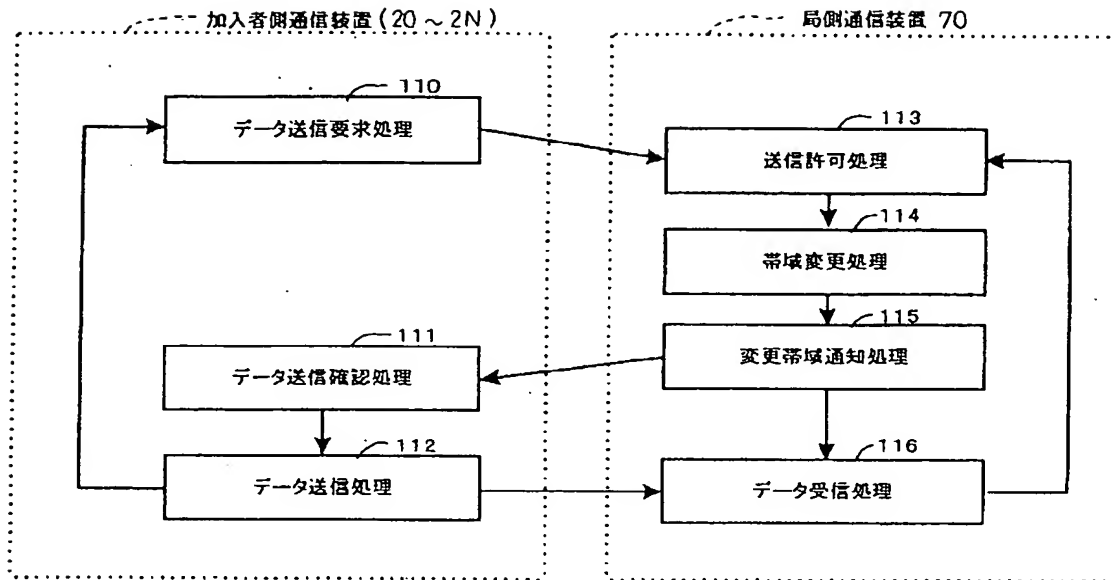 加入者側通信装置(20～2N)
110
データ送信要求処理
111
データ送信確認処理
112
データ送信処理
局側通信装置 70
113
送信許可処理
114
帯域変更処理
115
変更帯域通知処理
116
データ受信処理